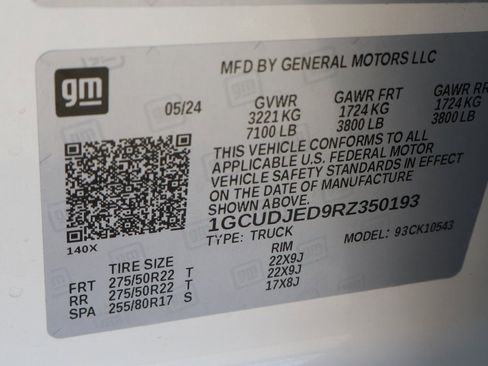 gm
MFD BY GENERAL MOTORS LLC
05/24 GVWR GAWR FRT GAWR RR
3221 KG 1724 KG 1724 KG
7100 LB 3800 LB 3800 LB
THIS VEHICLE CONFORMS TO ALL
APPLICABLE U.S. FEDERAL MOTOR
VEHICLE SAFETY STANDARDS IN EFFECT
ON THE DATE OF MANUFACTURE
SHOWN ABOVE.
1GCUDJED9RZ350193
140X
TYPE: TRUCK MODEL: 93CK10543
TIRE SIZE RIM
FRT 275/50R22 T 22X9J
RR 275/50R22 T 22X9J
SPA 255/80R17 S 17X8J